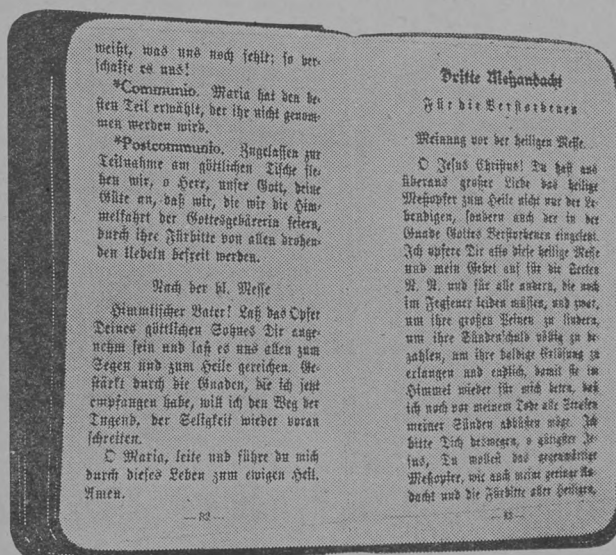 weißt, was uns noch fehlt; so ver-
schaffe es uns!
*Communio. Maria hat den be-
sten Teil erwählt, der ihr nicht genom-
men werden wird.
*Postcommunio. Zugelassen zur
Teilnahme am göttlichen Tische fle-
hen wir, o Herr, unser Gott, deine
Güte an, daß wir, die wir die Him-
melfahrt der Gottesgebärerin feiern,
durch ihre Fürbitte von allen drohen-
den Uebeln befreit werden.
Nach der hl. Messe
Himmlischer Vater! Laß das Opfer
Deines göttlichen Sohnes Dir ange-
nehm sein und laß es uns allen zum
Segen und zum Heile gereichen. Ge-
stärkt durch die Gnaden, die ich jetzt
empfangen habe, will ich den Weg der
Tugend, der Seligkeit wieder voran
schreiten.
O Maria, leite und führe du mich
durch dieses Leben zum ewigen Heil.
Amen.
— 82 —
Dritte Meßandacht
Für die Verstorbenen
Meinung vor der heiligen Messe.
O Jesus Christus! Du hast aus
überaus großer Liebe das heilige
Meßopfer zum Heile nicht nur der Le-
bendigen, sondern auch der in der
Gnade Gottes Verstorbenen eingesetzt.
Ich opfere Dir also diese heilige Messe
und mein Gebet auf für die Seelen
N. N. und für alle andern, die noch
im Fegfeuer leiden müssen, und zwar,
um ihre großen Peinen zu lindern,
um ihre Sündenschuld völlig zu be-
zahlen, um ihre baldige Erlösung zu
erlangen und endlich, damit sie im
Himmel wieder für mich beten, daß
ich noch vor meinem Tode alle Strafen
meiner Sünden abbüßen möge. Ich
bitte Dich deswegen, o gütigster Je-
sus, Du wollest das gegenwärtige
Meßopfer, wie auch meine geringe An-
dacht und die Fürbitte aller Heiligen,
— 83 —